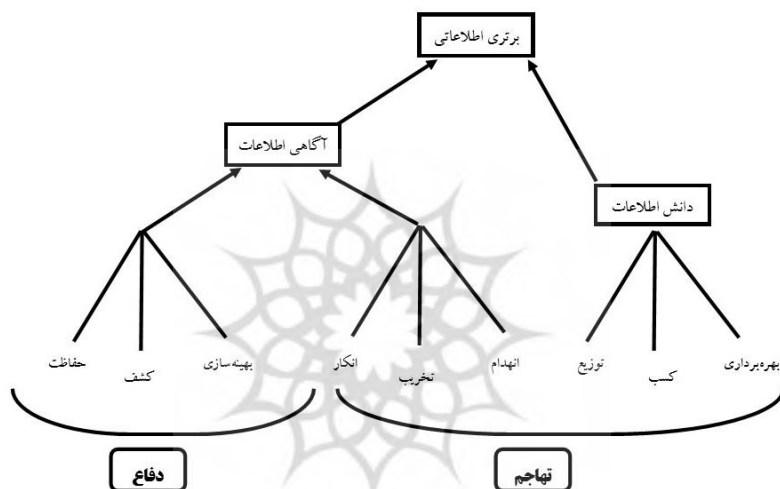 برتری اطلاعاتی
آگاهی اطلاعات
دانش اطلاعات
بهره‌برداری
کسب
توزیع
انهدام
تخریب
انکار
بهینه‌سازی
کشف
حفاظت
تهاجم
دفاع